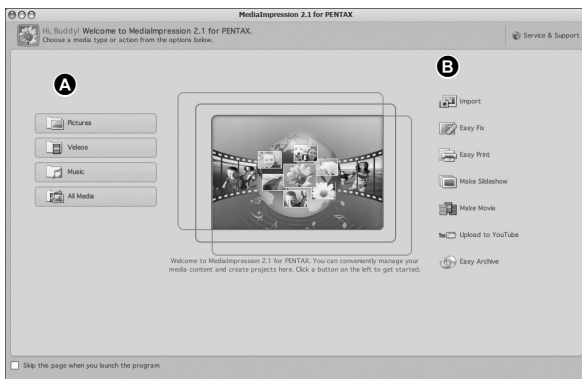 MediaImpression 2.1 for PENTAX
Hi, Buddy! Welcome to MediaImpression 2.1 for PENTAX.
Choose a media type or action from the options below.
Service & Support
A
Pictures
Videos
Music
All Media
B
Import
Easy Fix
Easy Print
Make Slideshow
Make Movie
Upload to YouTube
Easy Archive
Welcome to MediaImpression 2.1 for PENTAX. You can conveniently manage your
media content and create projects here. Click a button on the left to get started.
Skip this page when you launch the program